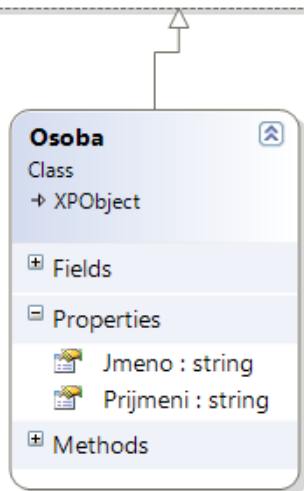 Osoba
Class
→ XPObject
Fields
Properties
Jmeno : string
Prijmeni : string
Methods